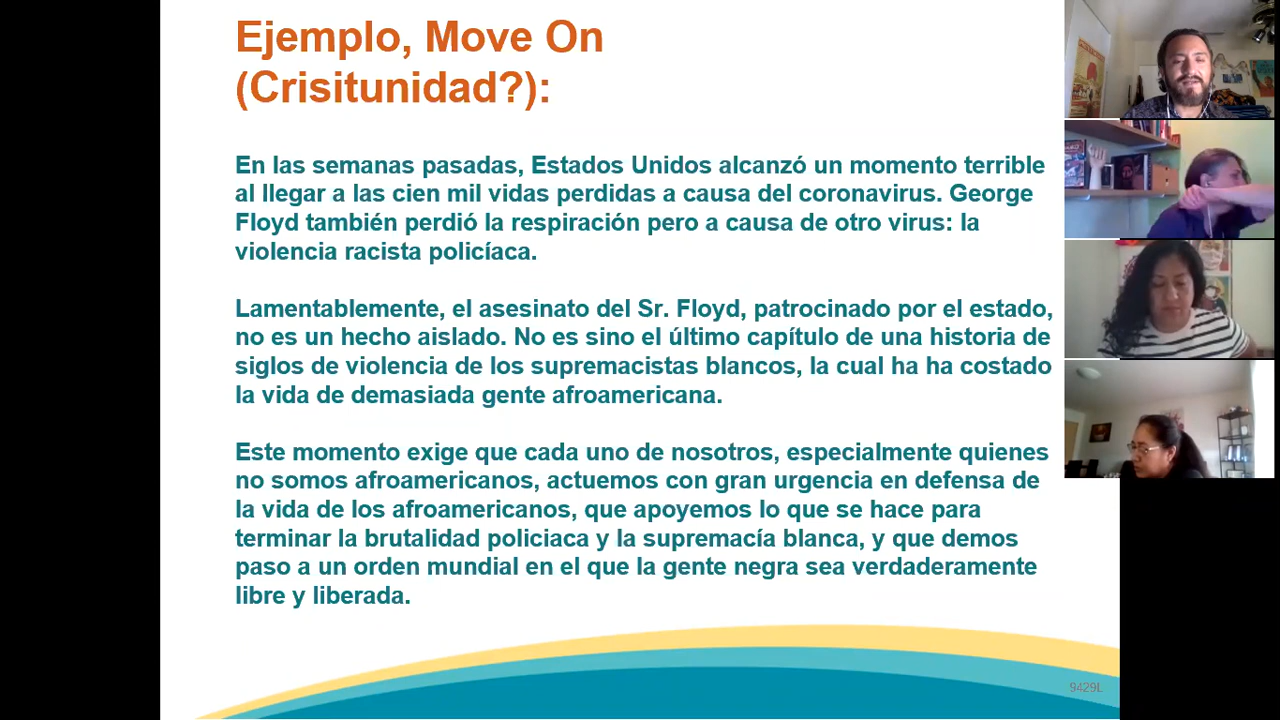 Ejemplo, Move On
(Crisitunidad?):
En las semanas pasadas, Estados Unidos alcanzó un momento terrible
al llegar a las cien mil vidas perdidas a causa del coronavirus. George
Floyd también perdió la respiración pero a causa de otro virus: la
violencia racista policíaca.
Lamentablemente, el asesinato del Sr. Floyd, patrocinado por el estado,
no es un hecho aislado. No es sino el último capítulo de una historia de
siglos de violencia de los supremacistas blancos, la cual ha ha costado
la vida de demasiada gente afroamericana.
Este momento exige que cada uno de nosotros, especialmente quienes
no somos afroamericanos, actuemos con gran urgencia en defensa de
la vida de los afroamericanos, que apoyemos lo que se hace para
terminar la brutalidad policiaca y la supremacía blanca, y que demos
paso a un orden mundial en el que la gente negra sea verdaderamente
libre y liberada.
9429L